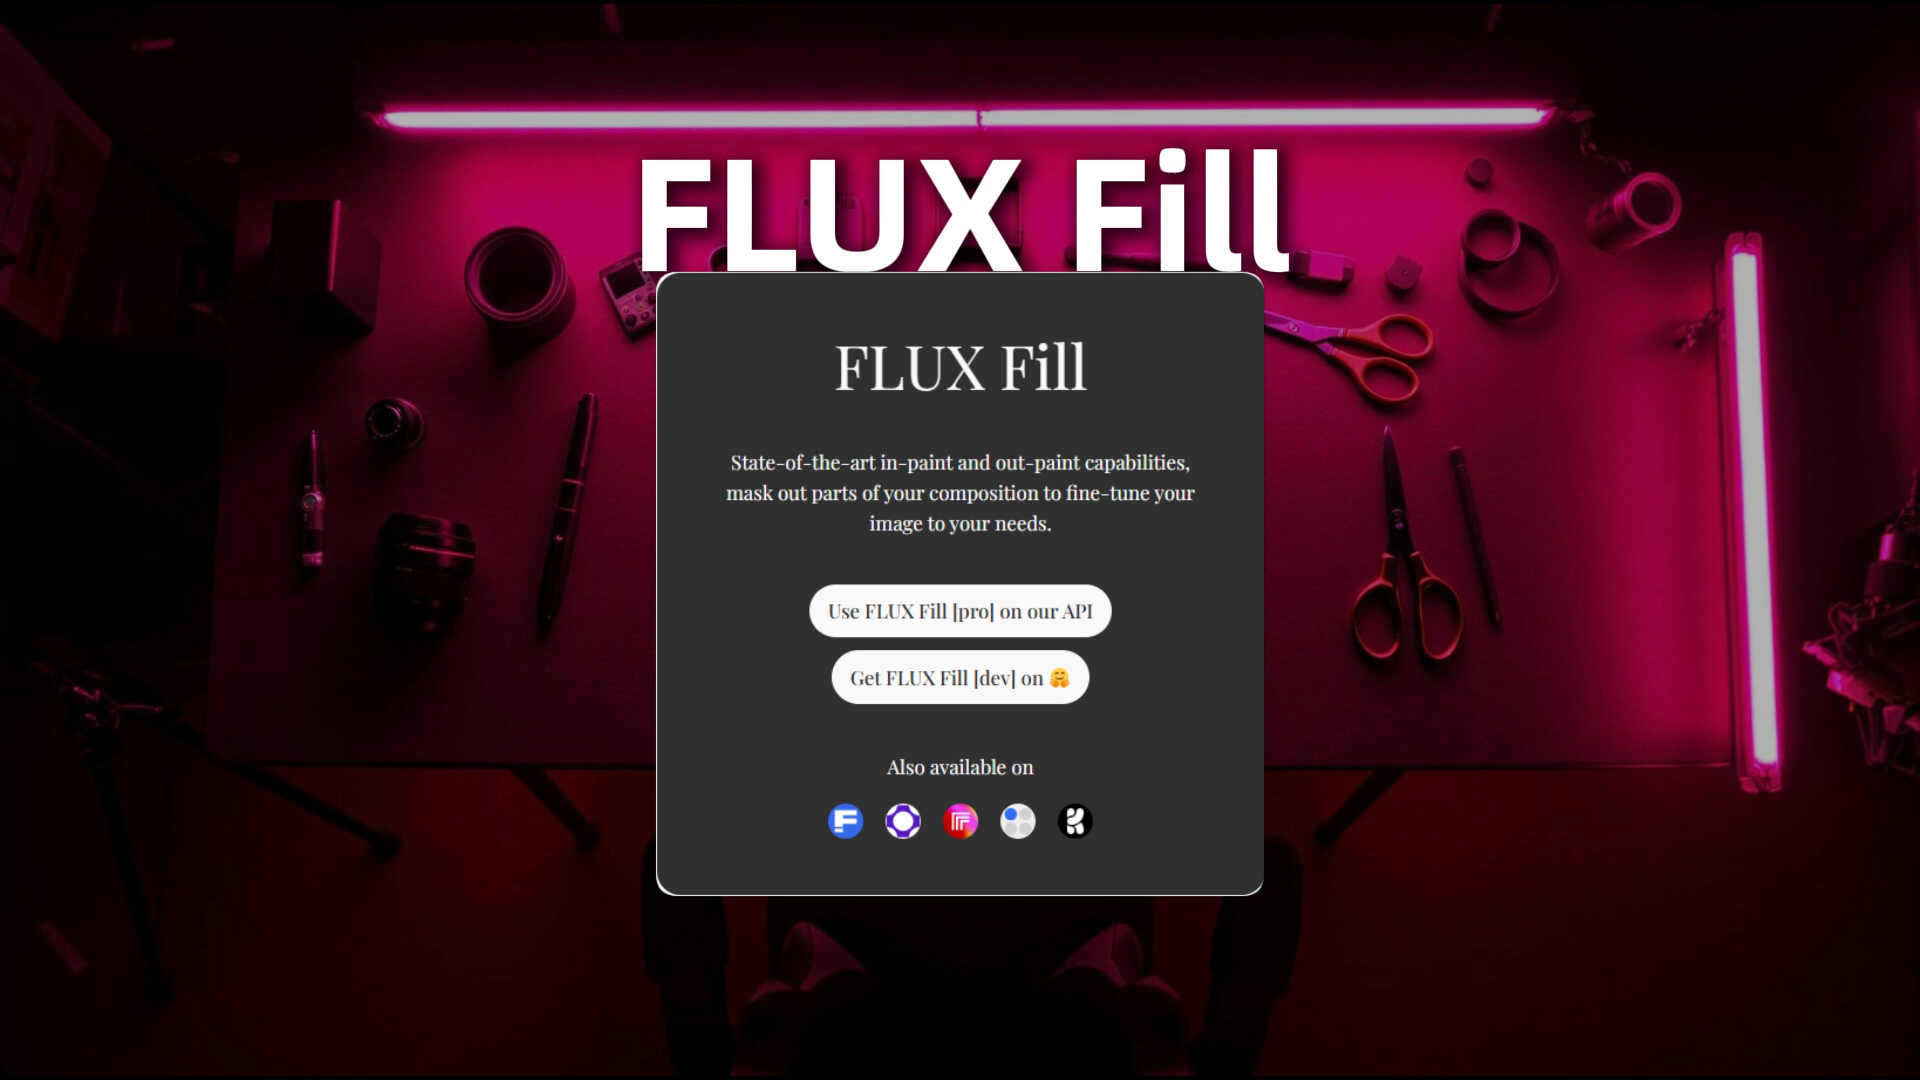 FLUX Fill
FLUX Fill
State-of-the-art in-paint and out-paint capabilities,
mask out parts of your composition to fine-tune your
image to your needs.
Use FLUX Fill [pro] on our API
Get FLUX Fill [dev] on 🤗
Also available on